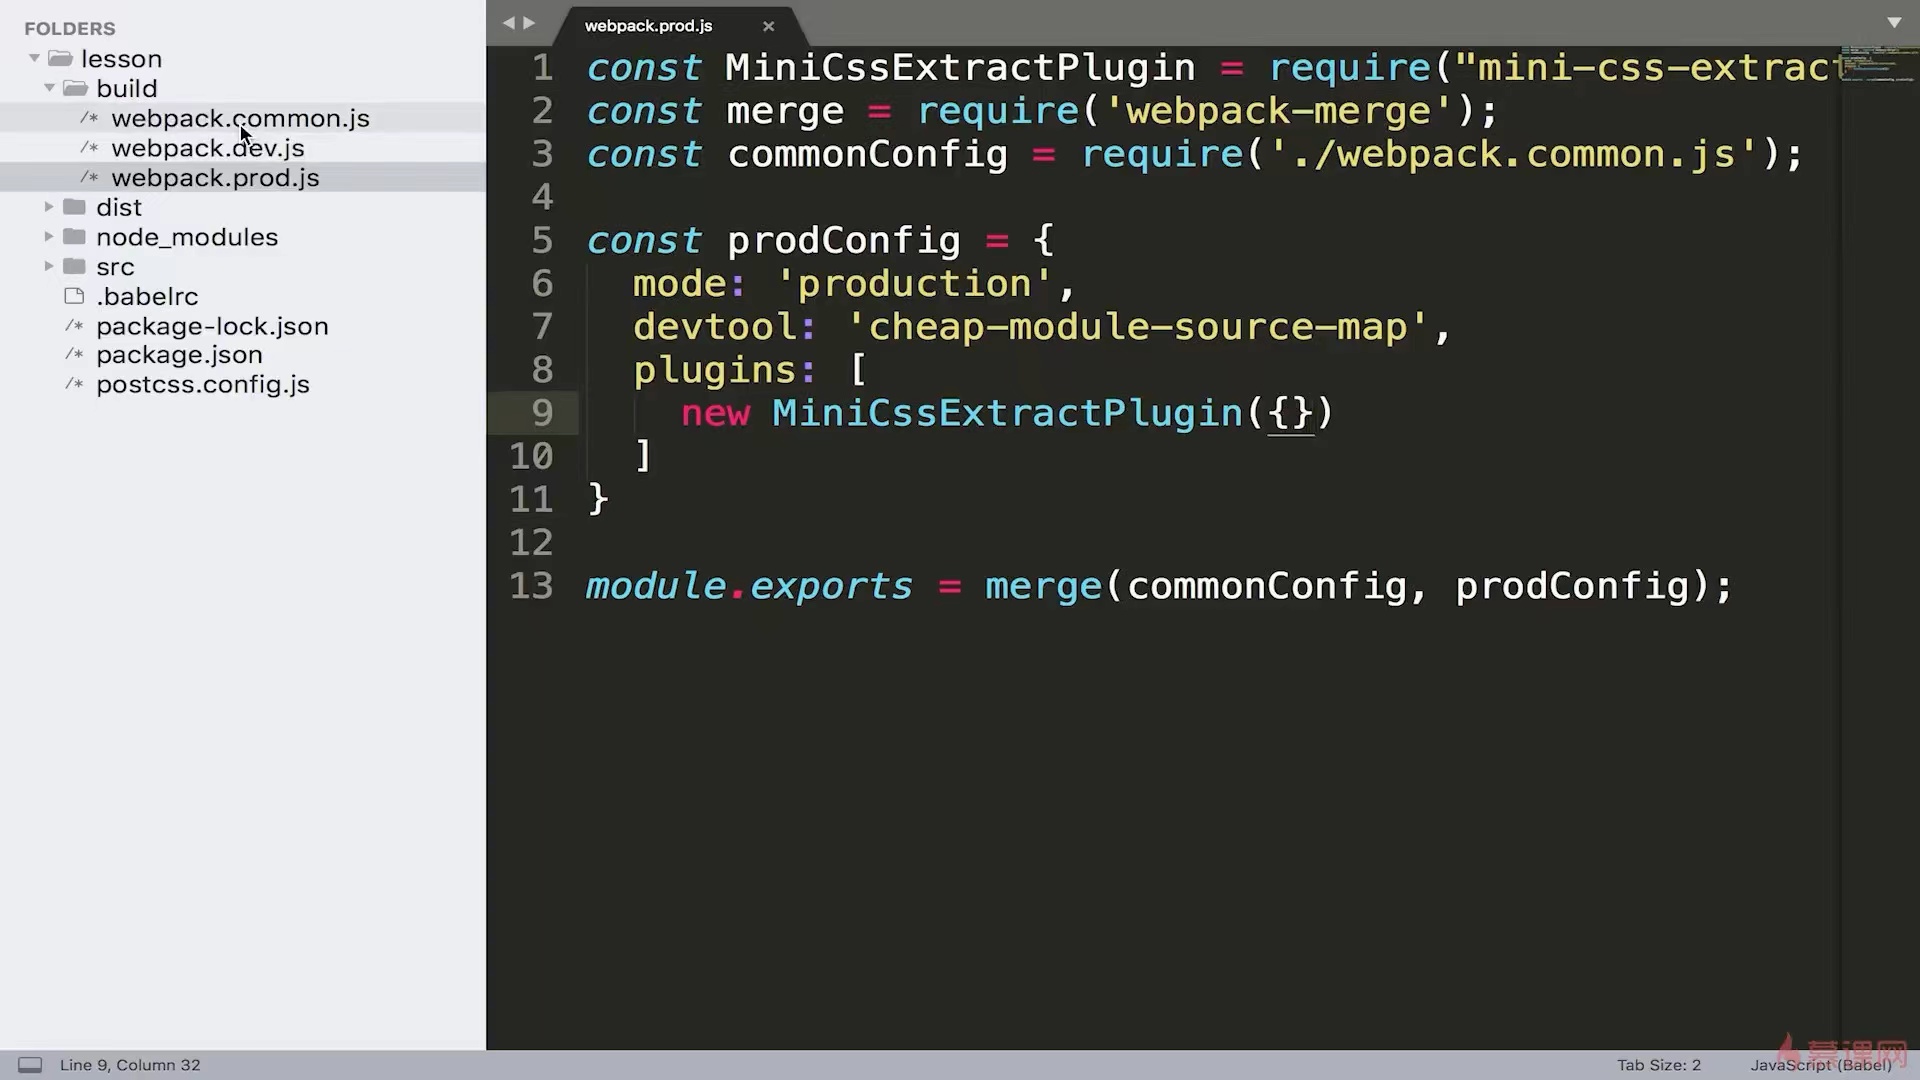 FOLDERS
lesson
build
/* webpack.common.js
/* webpack.dev.js
/* webpack.prod.js
dist
node_modules
src
.babelrc
/* package-lock.json
/* package.json
/* postcss.config.js
webpack.prod.js ×
1 const MiniCssExtractPlugin = require("mini-css-extract
2 const merge = require('webpack-merge');
3 const commonConfig = require('./webpack.common.js');
4
5 const prodConfig = {
6 mode: 'production',
7 devtool: 'cheap-module-source-map',
8 plugins: [
9 new MiniCssExtractPlugin({})
10 ]
11 }
12
13 module.exports = merge(commonConfig, prodConfig);
Line 9, Column 32
Tab Size: 2
JavaScript (Babel)
慕课网